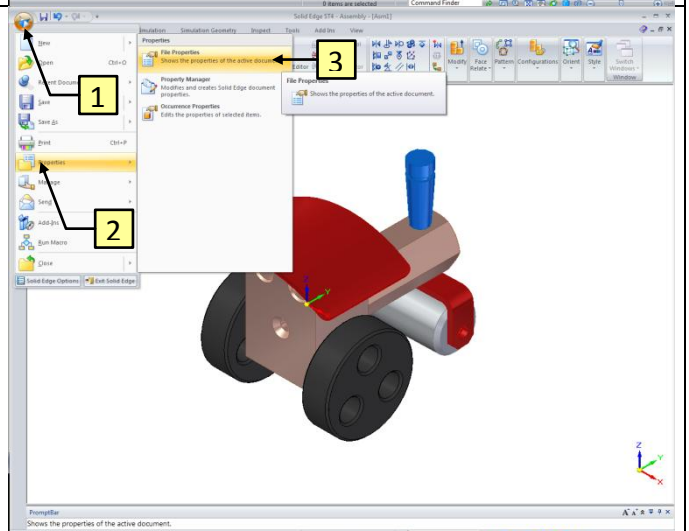 0 items are selected
Command Finder
Solid Edge ST4 - Assembly - [Asm1]
Simulation Geometry Inspect Tools Add Ins View
New
Open Ctrl+O
Save
Save As
Print Ctrl+P
Properties
Manage
Send
Add-Ins
Run Macro
Close
Solid Edge Options Exit Solid Edge
Properties
File Properties
Shows the properties of the active document.
Property Manager
Modifies and creates Solid Edge document
properties.
Occurrence Properties
Edits the properties of selected items.
1
2
3
Editor
Modify Face Relate Pattern Configurations Orient Style Switch Windows
Window
File Properties
Shows the properties of the active document.
Z
Y
Z
Y
X
PromptBar
Shows the properties of the active document.